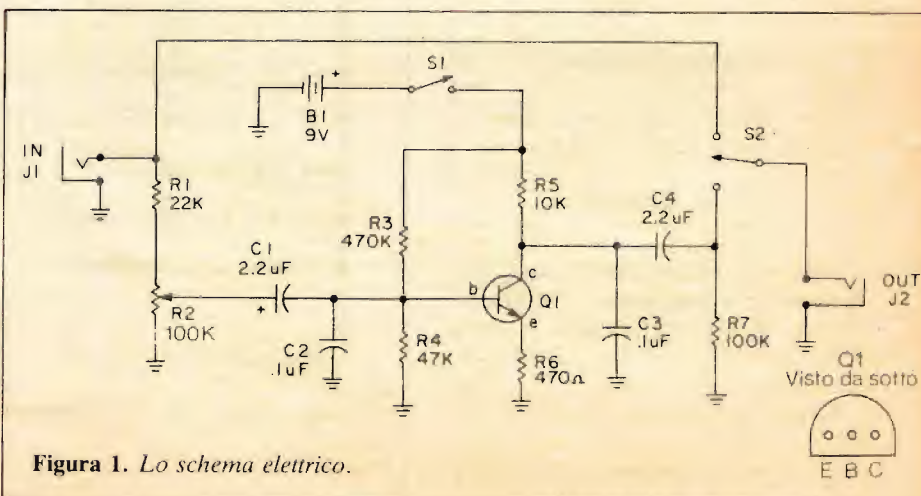 S1
+
B1
9V
S2
IN
J1
R1
22K
R5
10K
C4
2.2uF
R3
470K
C1
2.2uF
+
b
c
Q1
e
OUT
J2
R2
100K
C2
.1uF
R4
47K
R6
470Ω
C3
.1uF
R7
100K
Q1
Visto da sotto
E B C
Figura 1. Lo schema elettrico.